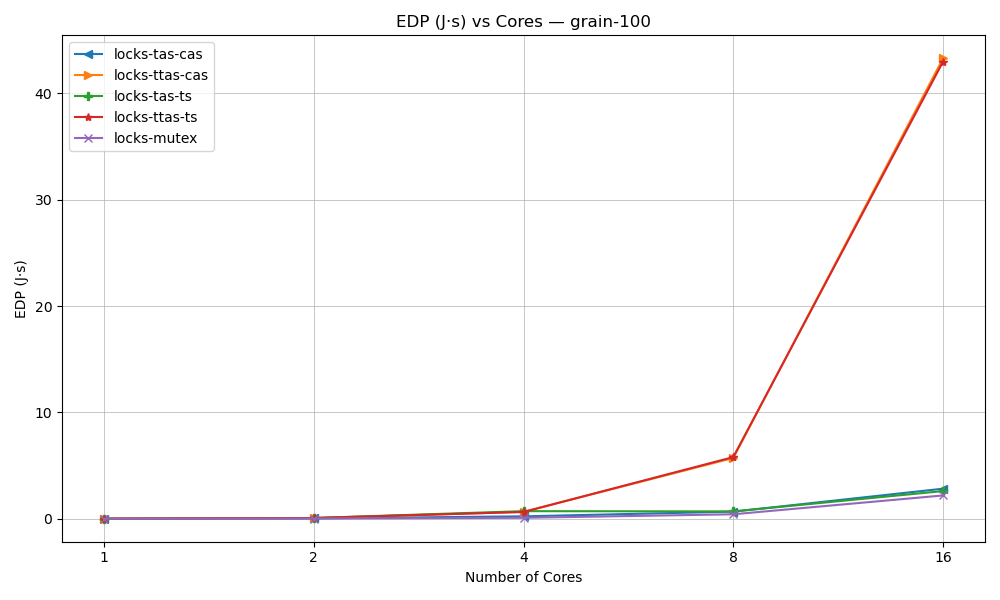 EDP (J·s) vs Cores — grain-100
locks-tas-cas
locks-ttas-cas
locks-tas-ts
locks-ttas-ts
locks-mutex
EDP (J·s)
40
30
20
10
0
1 2 4 8 16
Number of Cores